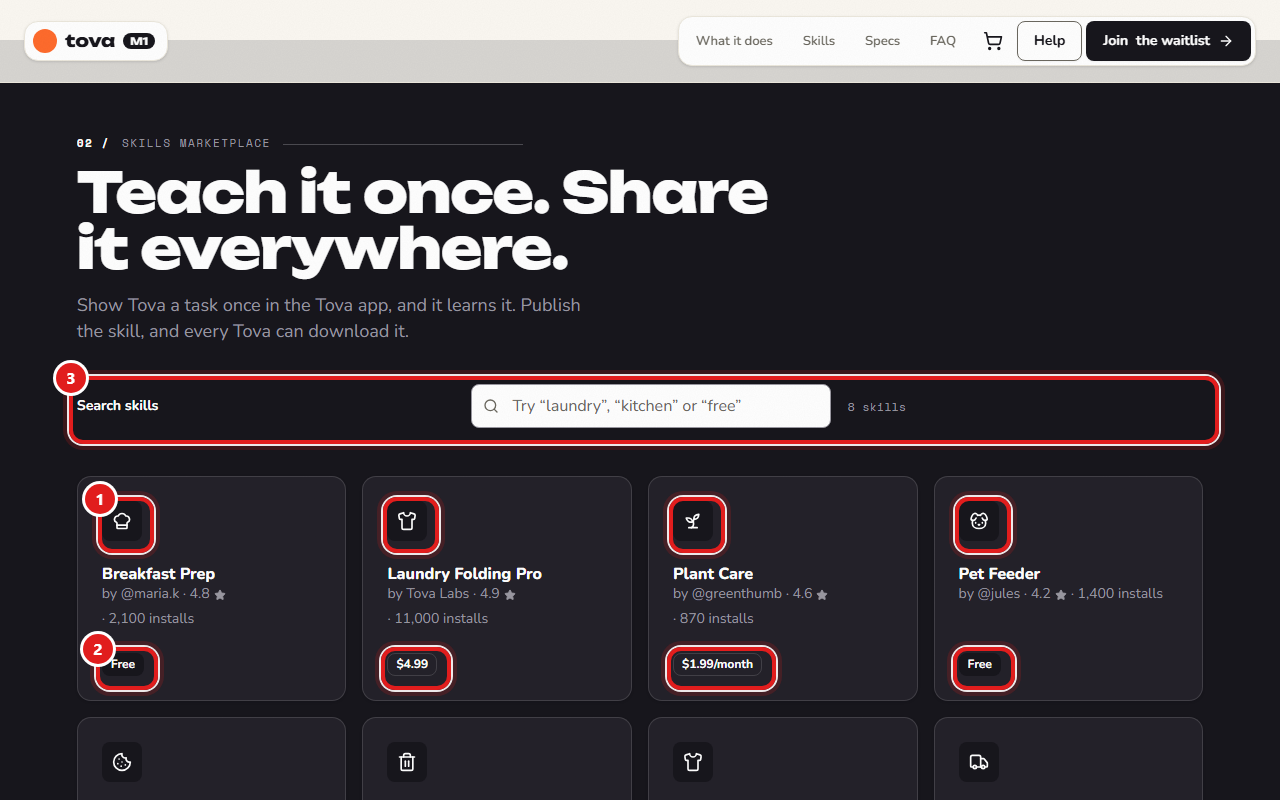 tova M1
What it does Skills Specs FAQ Help Join the waitlist →
02 / SKILLS MARKETPLACE
Teach it once. Share
it everywhere.
Show Tova a task once in the Tova app, and it learns it. Publish
the skill, and every Tova can download it.
3
Search skills Try “laundry”, “kitchen” or “free” 8 skills
1
Breakfast Prep
by @maria.k · 4.8 ★
· 2,100 installs
2
Free
Laundry Folding Pro
by Tova Labs · 4.9 ★
· 11,000 installs
$4.99
Plant Care
by @greenthumb · 4.6 ★
· 870 installs
$1.99/month
Pet Feeder
by @jules · 4.2 ★ · 1,400 installs
Free